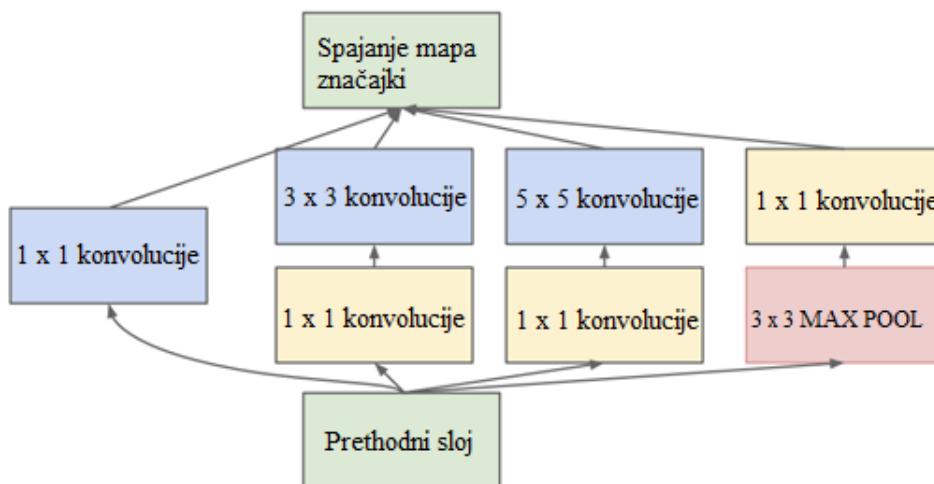 Spajanje mapa
značajki
3 x 3 konvolucije
5 x 5 konvolucije
1 x 1 konvolucije
1 x 1 konvolucije
1 x 1 konvolucije
1 x 1 konvolucije
3 x 3 MAX POOL
Prethodni sloj